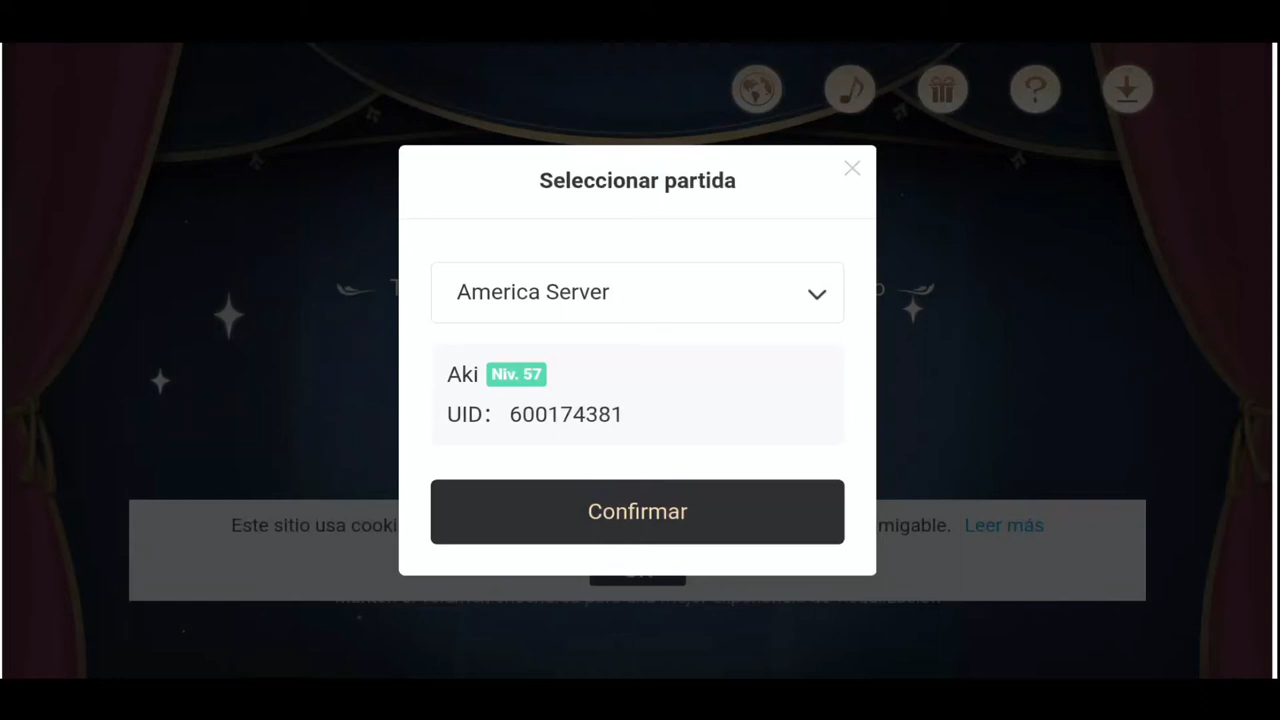 Seleccionar partida
America Server
Aki Niv. 57
UID: 600174381
Confirmar
Este sitio usa cooki
migable. Leer más